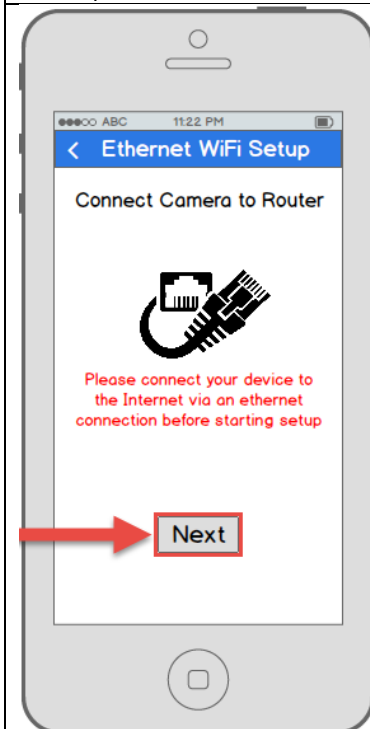 ABC 11:22 PM
< Ethernet WiFi Setup
Connect Camera to Router
Please connect your device to
the Internet via an ethernet
connection before starting setup
Next